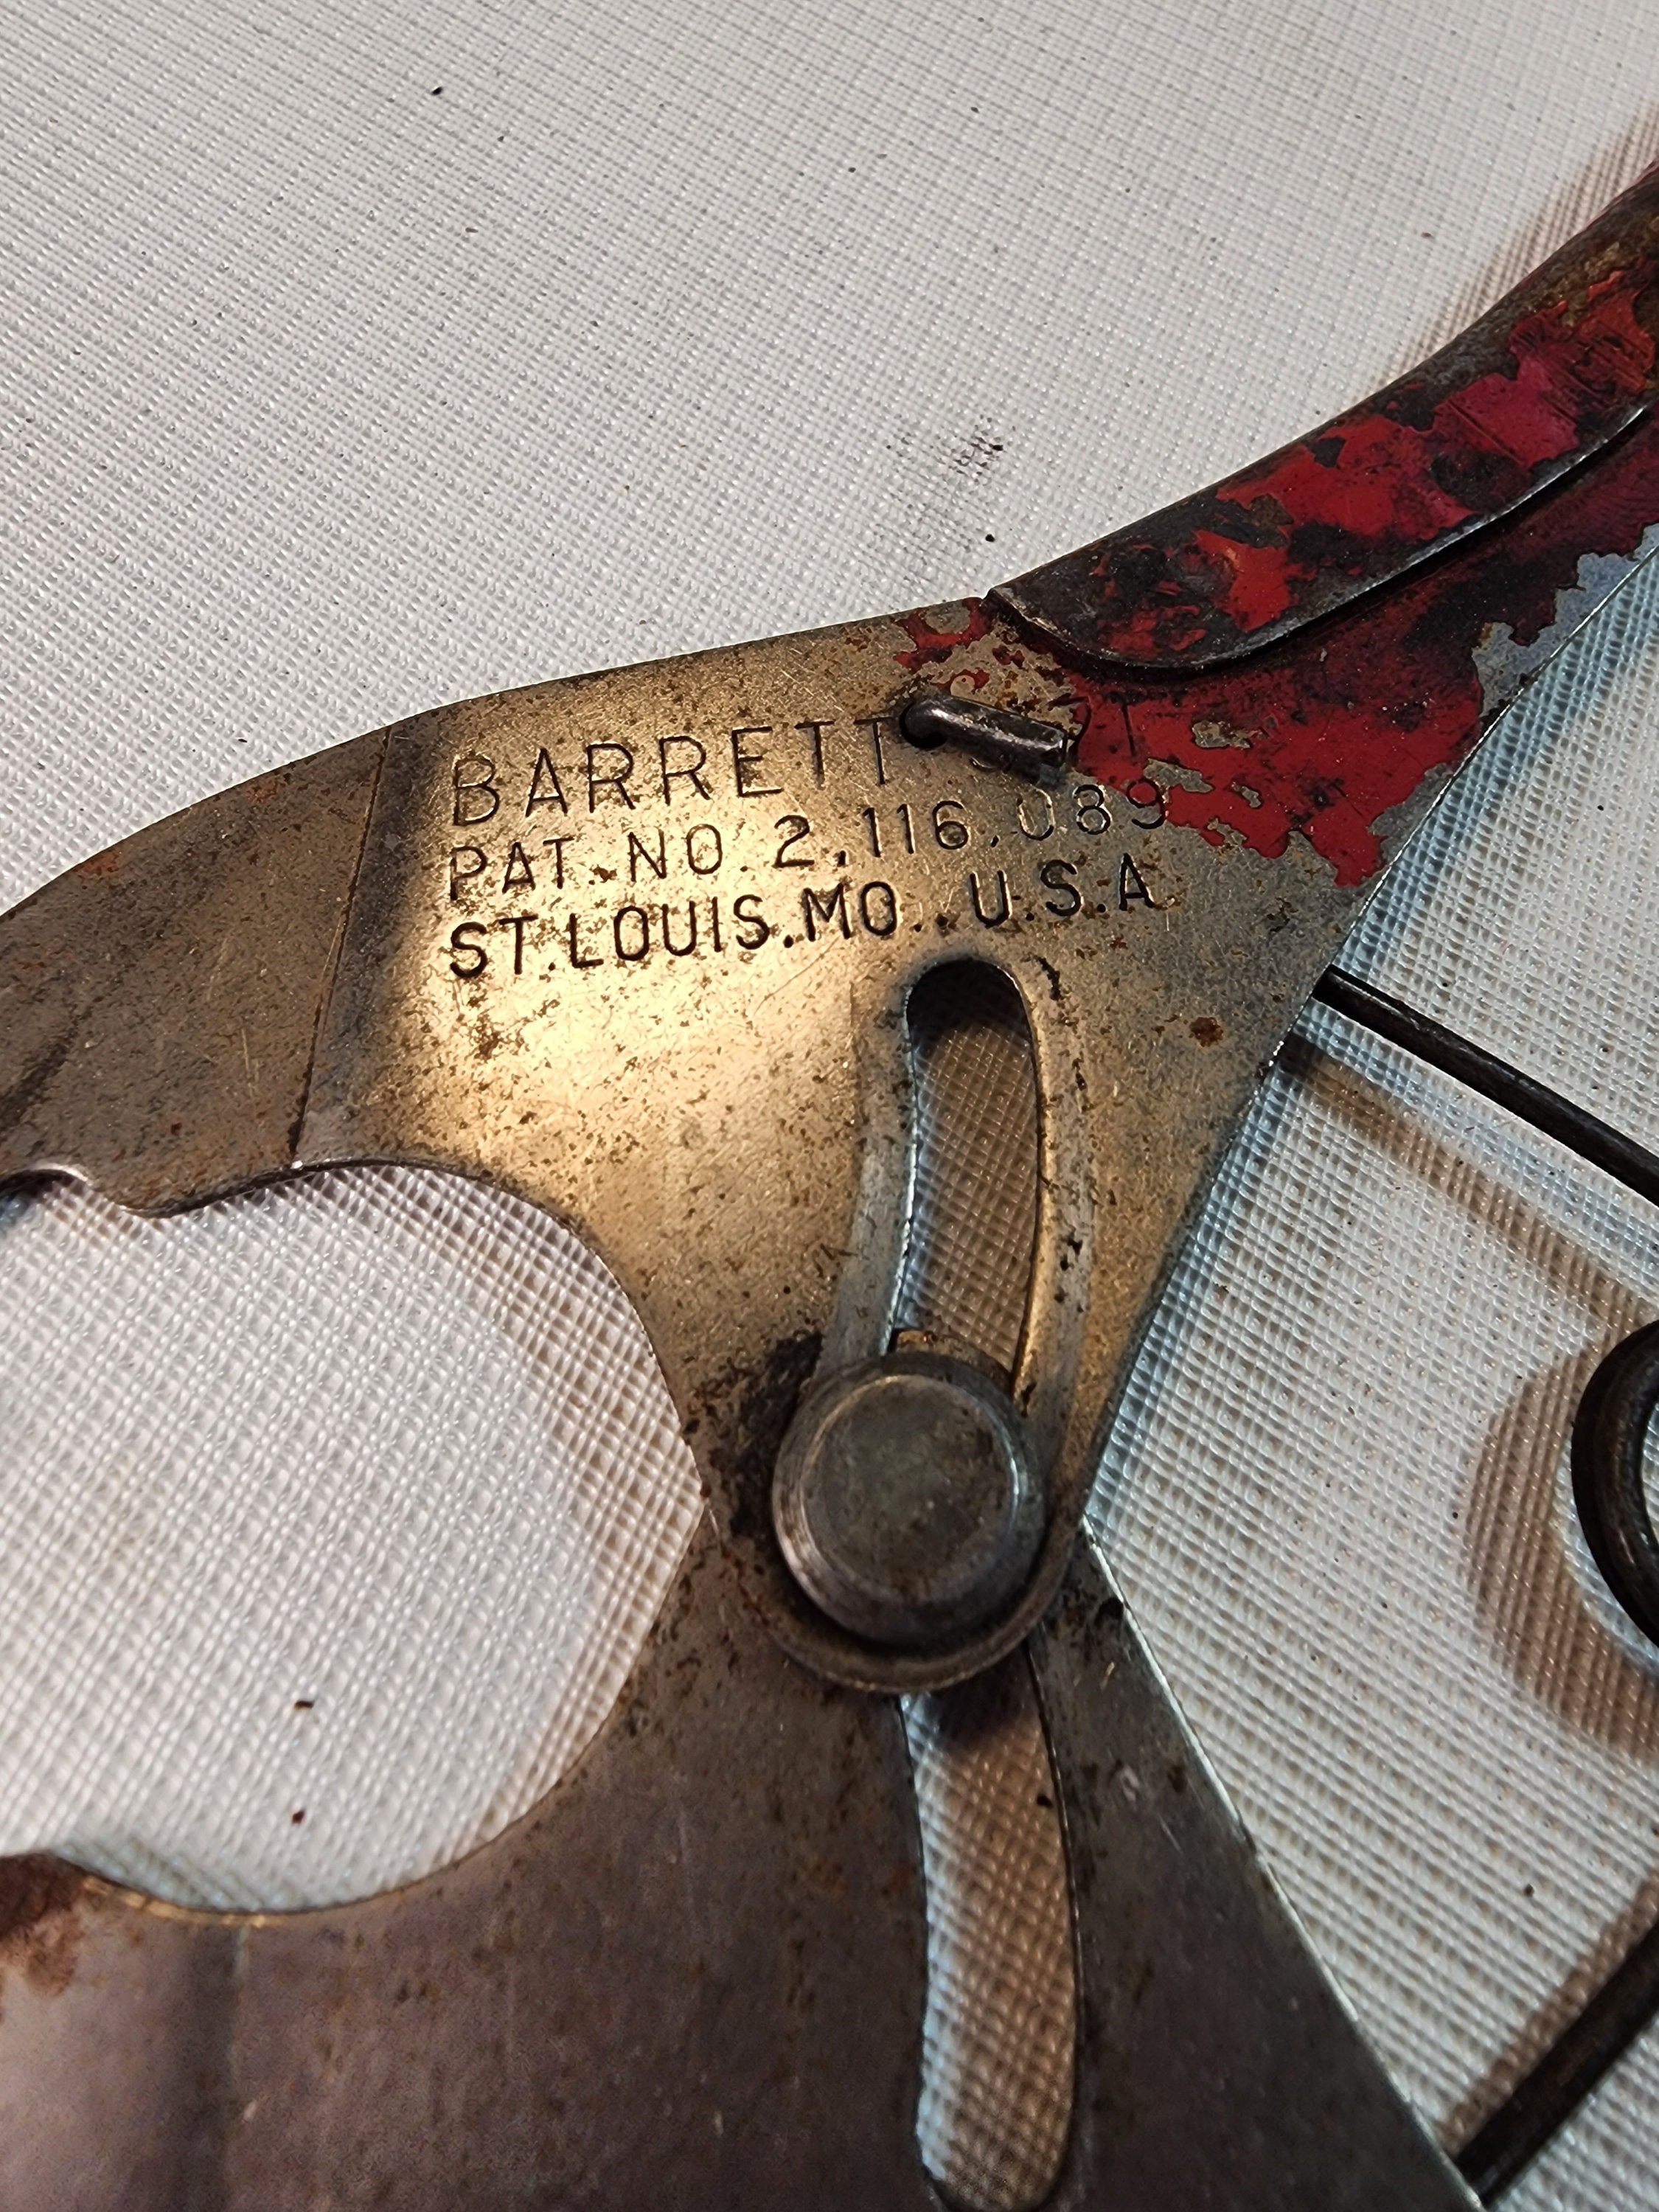 BARRETT
PAT. NO. 2,116,089
ST. LOUIS. MO., U.S.A.